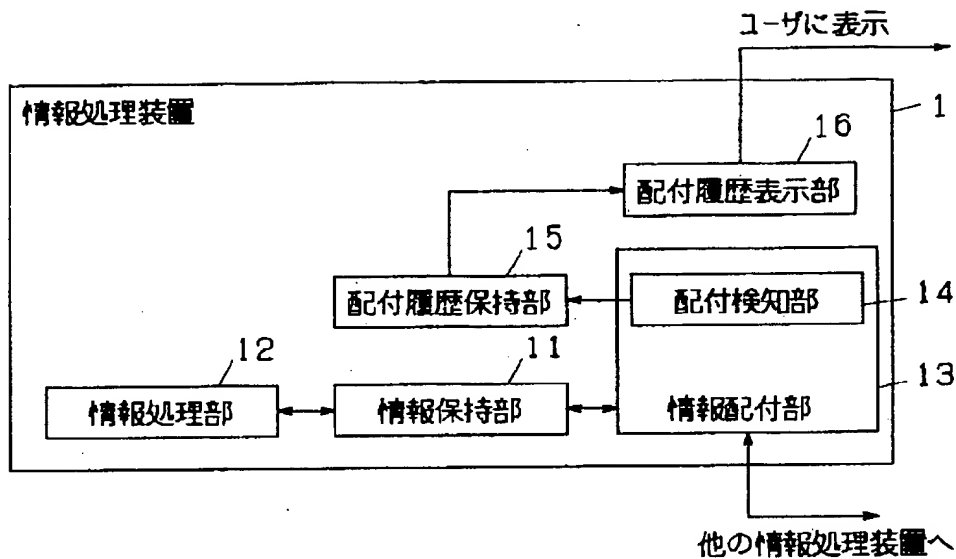 ユーザに表示
情報処理装置
1
16
配付履歴表示部
15
配付履歴保持部
配付検知部
14
12
11
13
情報処理部
情報保持部
情報配付部
他の情報処理装置へ